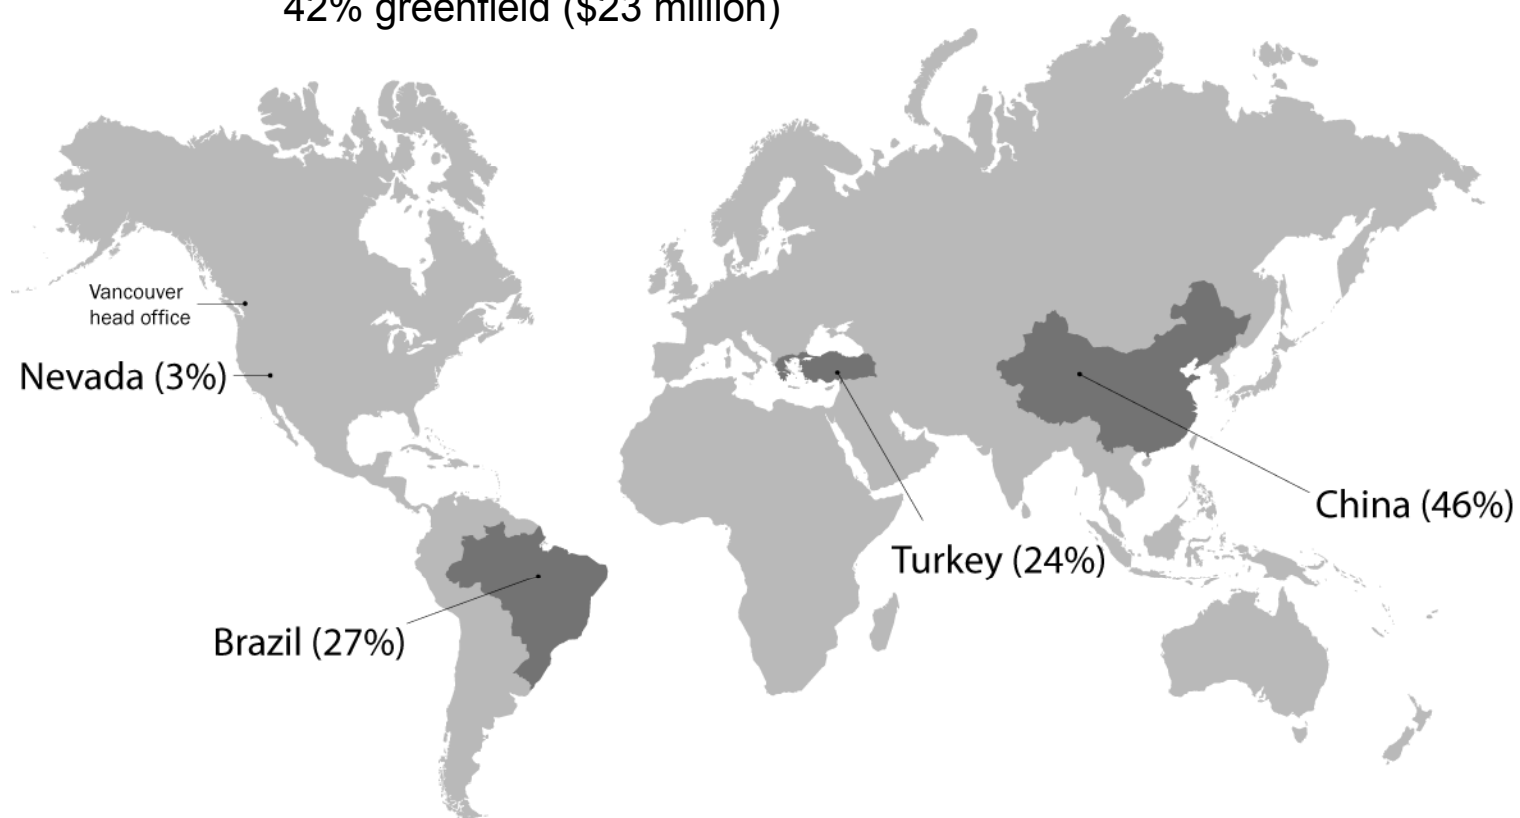 42% greenfield ($23 million)
Vancouver
head office
Nevada (3%)
China (46%)
Turkey (24%)
Brazil (27%)